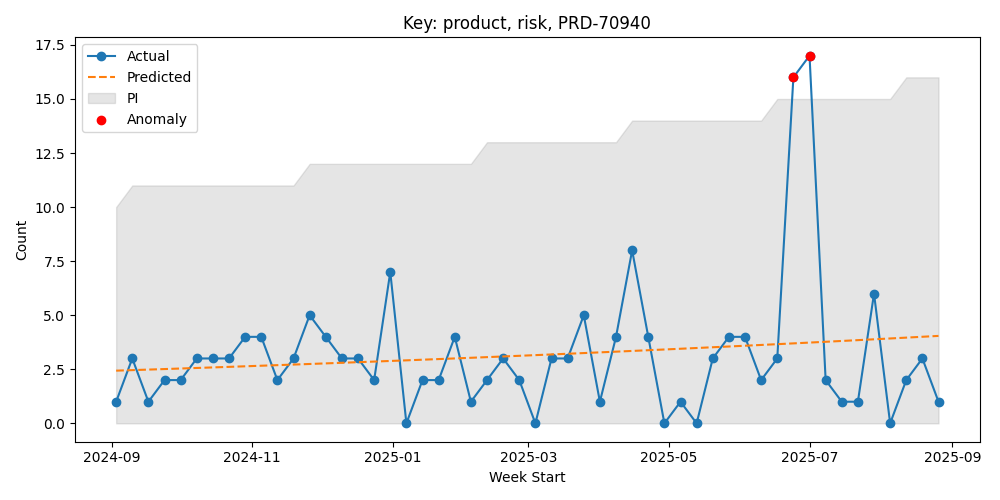 Key: product, risk, PRD-70940
Actual
Predicted
PI
Anomaly
17.5
15.0
12.5
10.0
7.5
5.0
2.5
0.0
Count
2024-09
2024-11
2025-01
2025-03
2025-05
2025-07
2025-09
Week Start